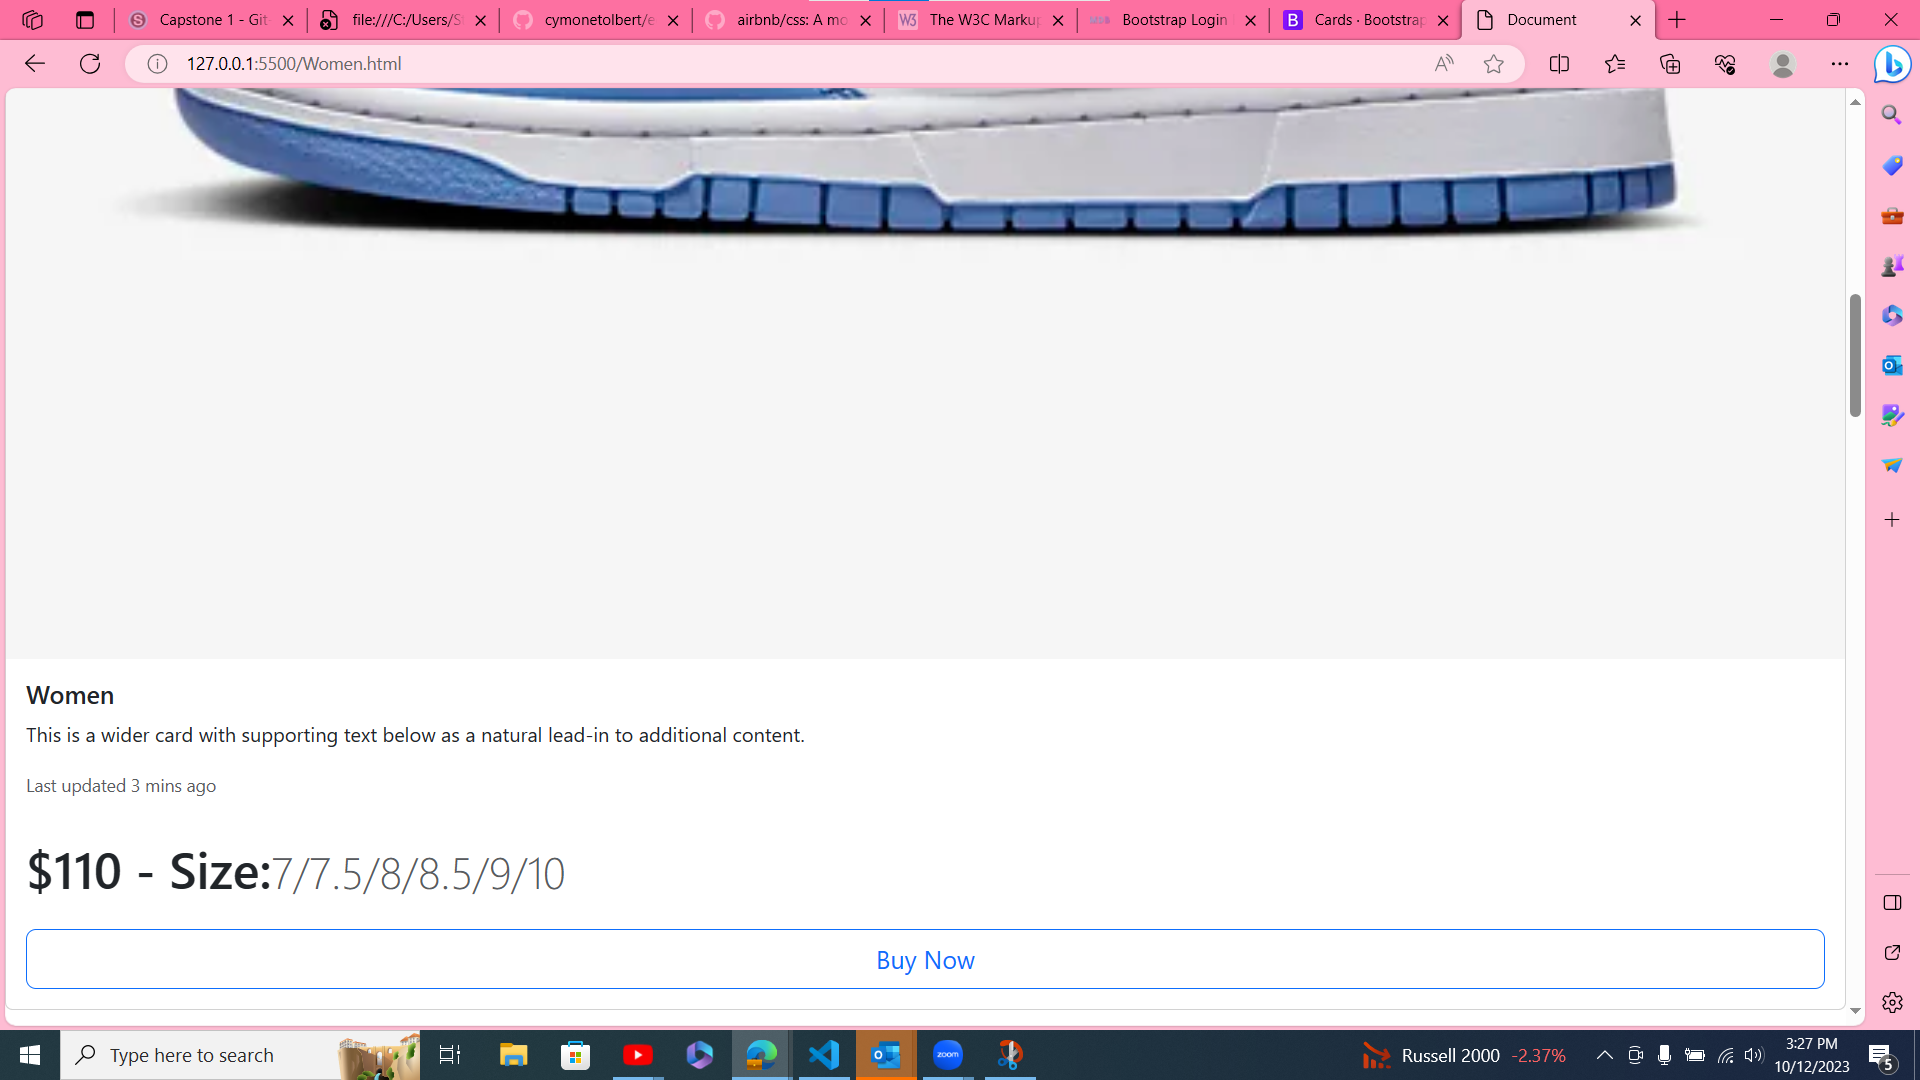 Capstone 1 - Git
file:///C:/Users/St
cymonetolbert/e
airbnb/css: A mo
The W3C Markup
Bootstrap Login
Cards · Bootstrap
Document
127.0.0.1:5500/Women.html
Women
This is a wider card with supporting text below as a natural lead-in to additional content.
Last updated 3 mins ago
$110 - Size:7/7.5/8/8.5/9/10
Buy Now
Type here to search
zoom
Russell 2000 -2.37%
3:27 PM
10/12/2023
5